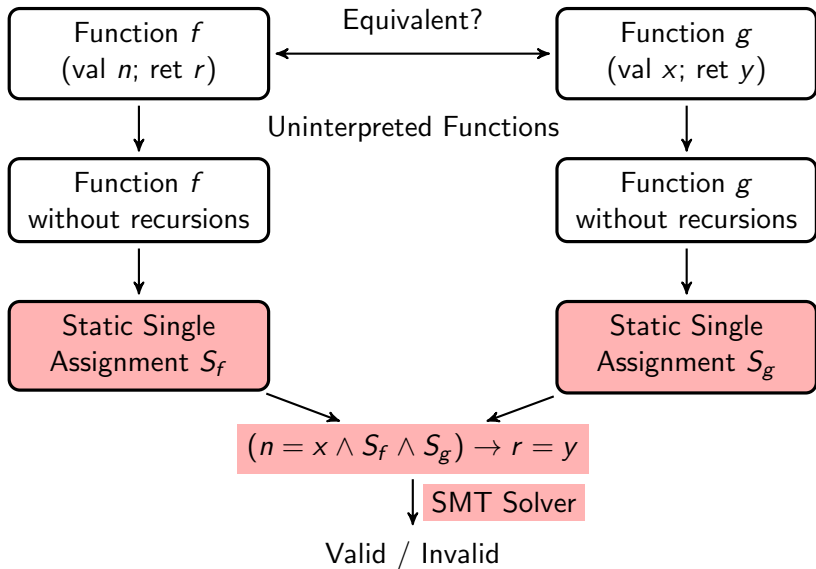 Function f
(val n; ret r)
Equivalent?
Function g
(val x; ret y)
Uninterpreted Functions
Function f
without recursions
Function g
without recursions
Static Single
Assignment S_f
Static Single
Assignment S_g
(n = x ∧ S_f ∧ S_g) → r = y
SMT Solver
Valid / Invalid